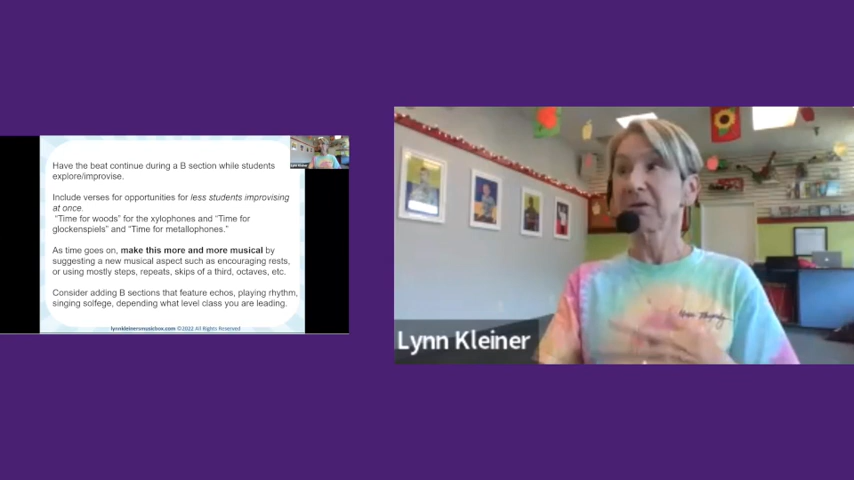 Have the beat continue during a B section while students
explore/improvise.
Include verses for opportunities for less students improvising
at once.
"Time for woods" for the xylophones and "Time for
glockenspiels" and "Time for metallophones."
As time goes on, make this more and more musical by
suggesting a new musical aspect such as encouraging rests,
or using mostly steps, repeats, skips of a third, octaves, etc.
Consider adding B sections that feature echos, playing rhythm,
singing solfege, depending what level class you are leading.
lynnkleinersmusicbox.com ©2022 All Rights Reserved
Lynn Kleiner